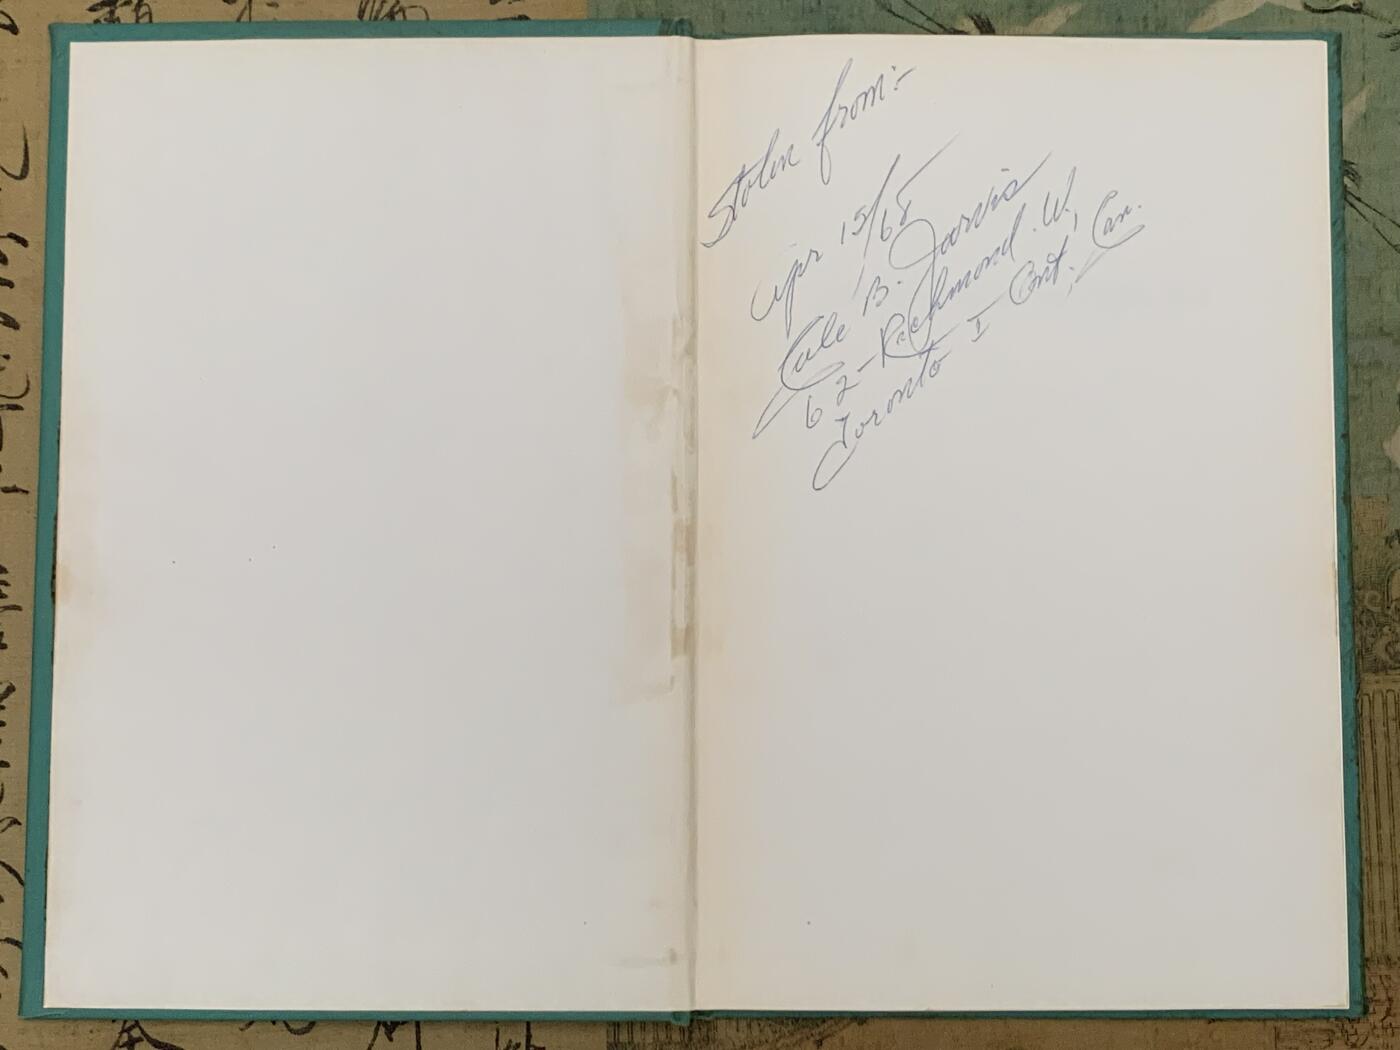 Stolen from:-
Apr 15/68
Cale B. Jarvis
62-Richmond. W,
Toronto I Ont, Can.